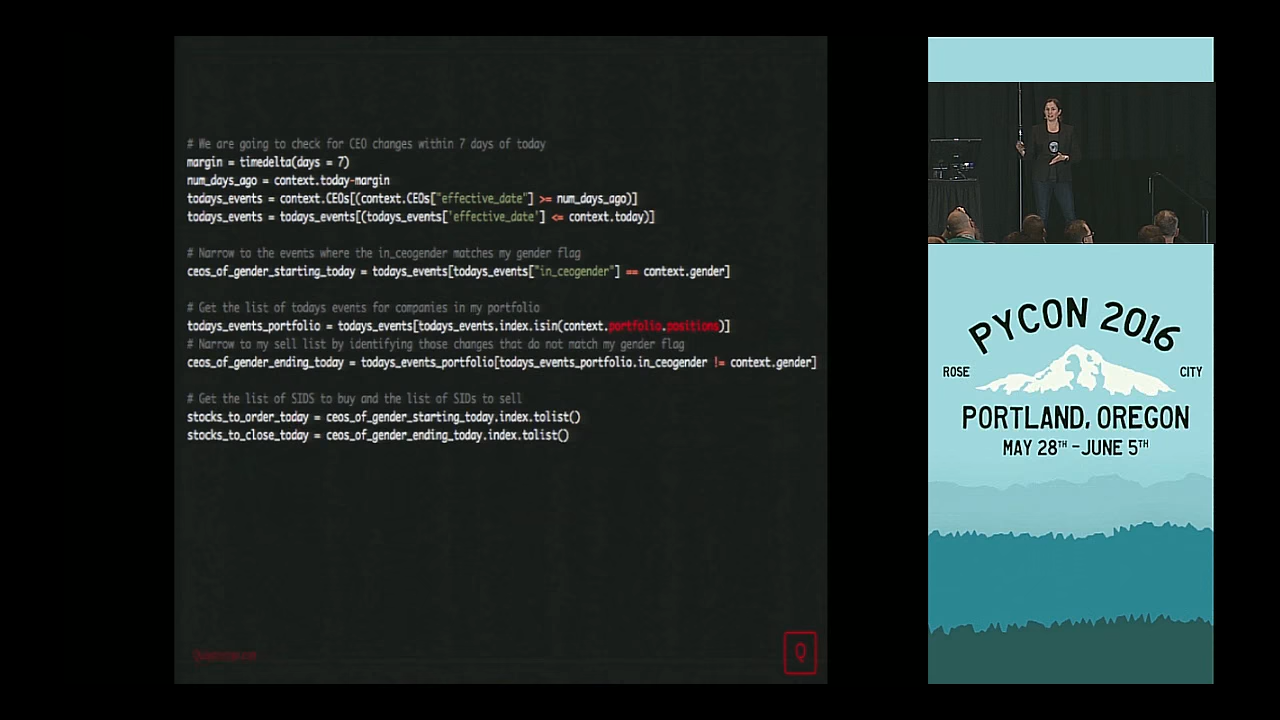 # We are going to check for CEO changes within 7 days of today
margin = timedelta(days = 7)
num_days_ago = context.today-margin
todays_events = context.CEOs[(context.CEOs["effective_date"] >= num_days_ago)]
todays_events = todays_events[(todays_events['effective_date'] <= context.today)]
# Narrow to the events where the in_ceogender matches my gender flag
ceos_of_gender_starting_today = todays_events[todays_events["in_ceogender"] == context.gender]
# Get the list of todays events for companies in my portfolio
todays_events_portfolio = todays_events[todays_events.index.isin(context.portfolio.positions)]
# Narrow to my sell list by identifying those changes that do not match my gender flag
ceos_of_gender_ending_today = todays_events_portfolio[todays_events_portfolio.in_ceogender != context.gender]
# Get the list of SIDS to buy and the list of SIDs to sell
stocks_to_order_today = ceos_of_gender_starting_today.index.tolist()
stocks_to_close_today = ceos_of_gender_ending_today.index.tolist()
Q
PYCON 2016
ROSE CITY
PORTLAND, OREGON
MAY 28TH - JUNE 5TH